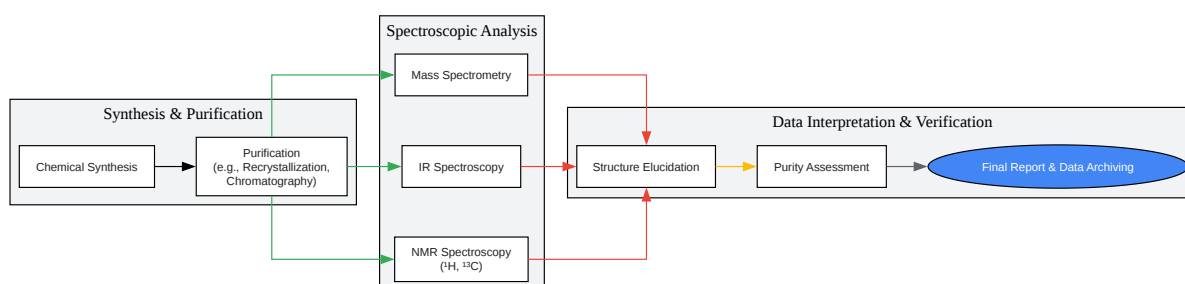 Synthesis & Purification
Chemical Synthesis
Purification
(e.g., Recrystallization,
Chromatography)
Spectroscopic Analysis
Mass Spectrometry
IR Spectroscopy
NMR Spectroscopy
(¹H, ¹³C)
Data Interpretation & Verification
Structure Elucidation
Purity Assessment
Final Report & Data Archiving